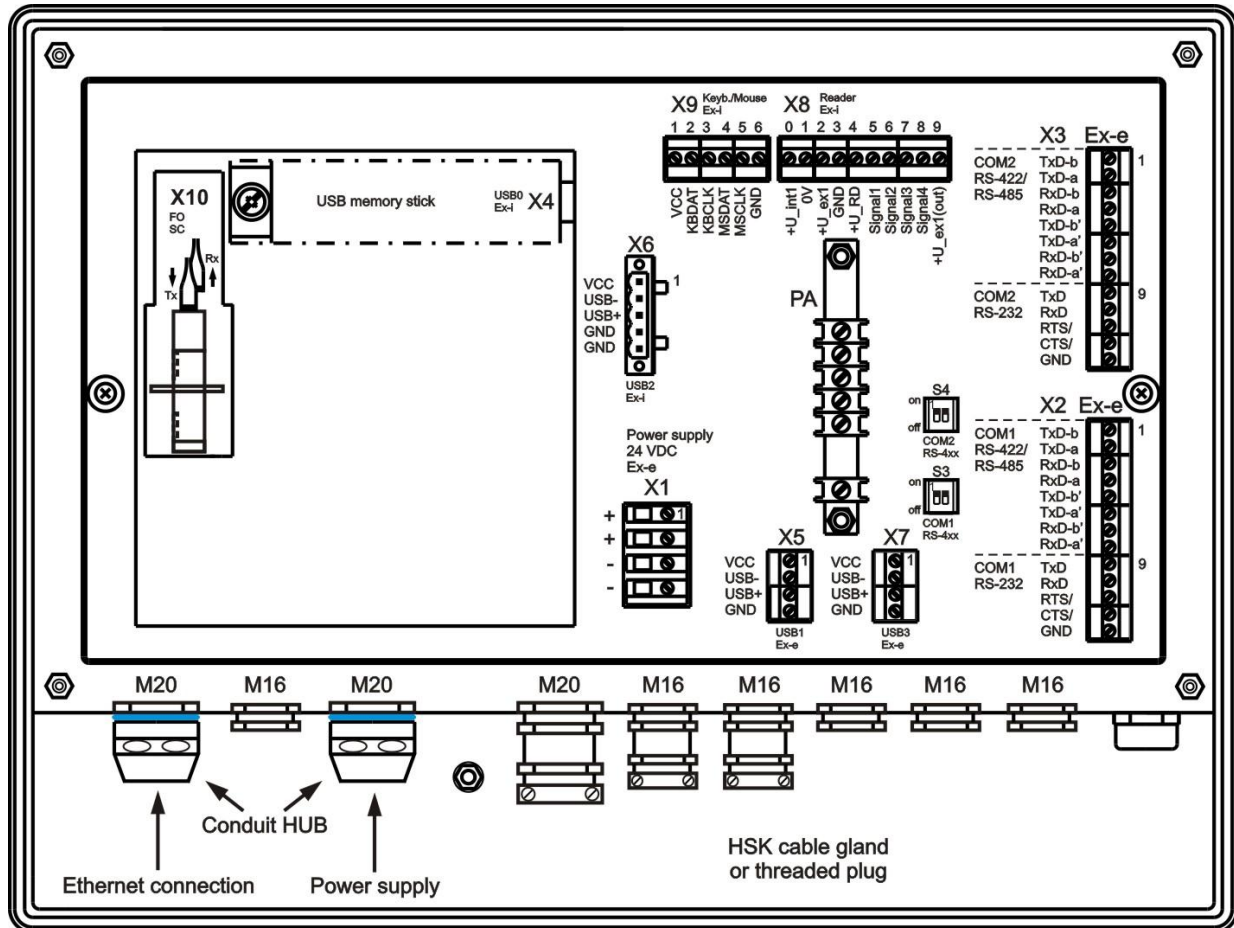 X9 Keyb./Mouse
Ex-i
1 2 3 4 5 6
VCC
KBDAT
KBCLK
MSDAT
MSCLK
GND
X8 Reader
Ex-i
0 1 2 3 4 5 6 7 8 9
+U_int1
0V
+U_ex1
GND
+U_RD
Signal1
Signal2
Signal3
Signal4
+U_ex1(out)
X10
FO
SC
Rx
Tx
USB memory stick
USB0
Ex-i
X4
X6
1
VCC
USB-
USB+
GND
GND
USB2
Ex-i
PA
X3 Ex-e
COM2
RS-422/
RS-485
1
TxD-b
TxD-a
RxD-b
RxD-a
TxD-b'
TxD-a'
RxD-b'
RxD-a'
COM2
RS-232
9
TxD
RxD
RTS/
CTS/
GND
S4
on
1
off
COM2
RS-4xx
S3
on
1
off
COM1
RS-4xx
X2 Ex-e
COM1
RS-422/
RS-485
1
TxD-b
TxD-a
RxD-b
RxD-a
TxD-b'
TxD-a'
RxD-b'
RxD-a'
COM1
RS-232
9
TxD
RxD
RTS/
CTS/
GND
Power supply
24 VDC
Ex-e
X1
+ 1
+
-
-
X5
VCC 1
USB-
USB+
GND
USB1
Ex-e
X7
VCC 1
USB-
USB+
GND
USB3
Ex-e
M20 M16 M20 M20 M16 M16 M16 M16 M16
Conduit HUB
Ethernet connection
Power supply
HSK cable gland
or threaded plug